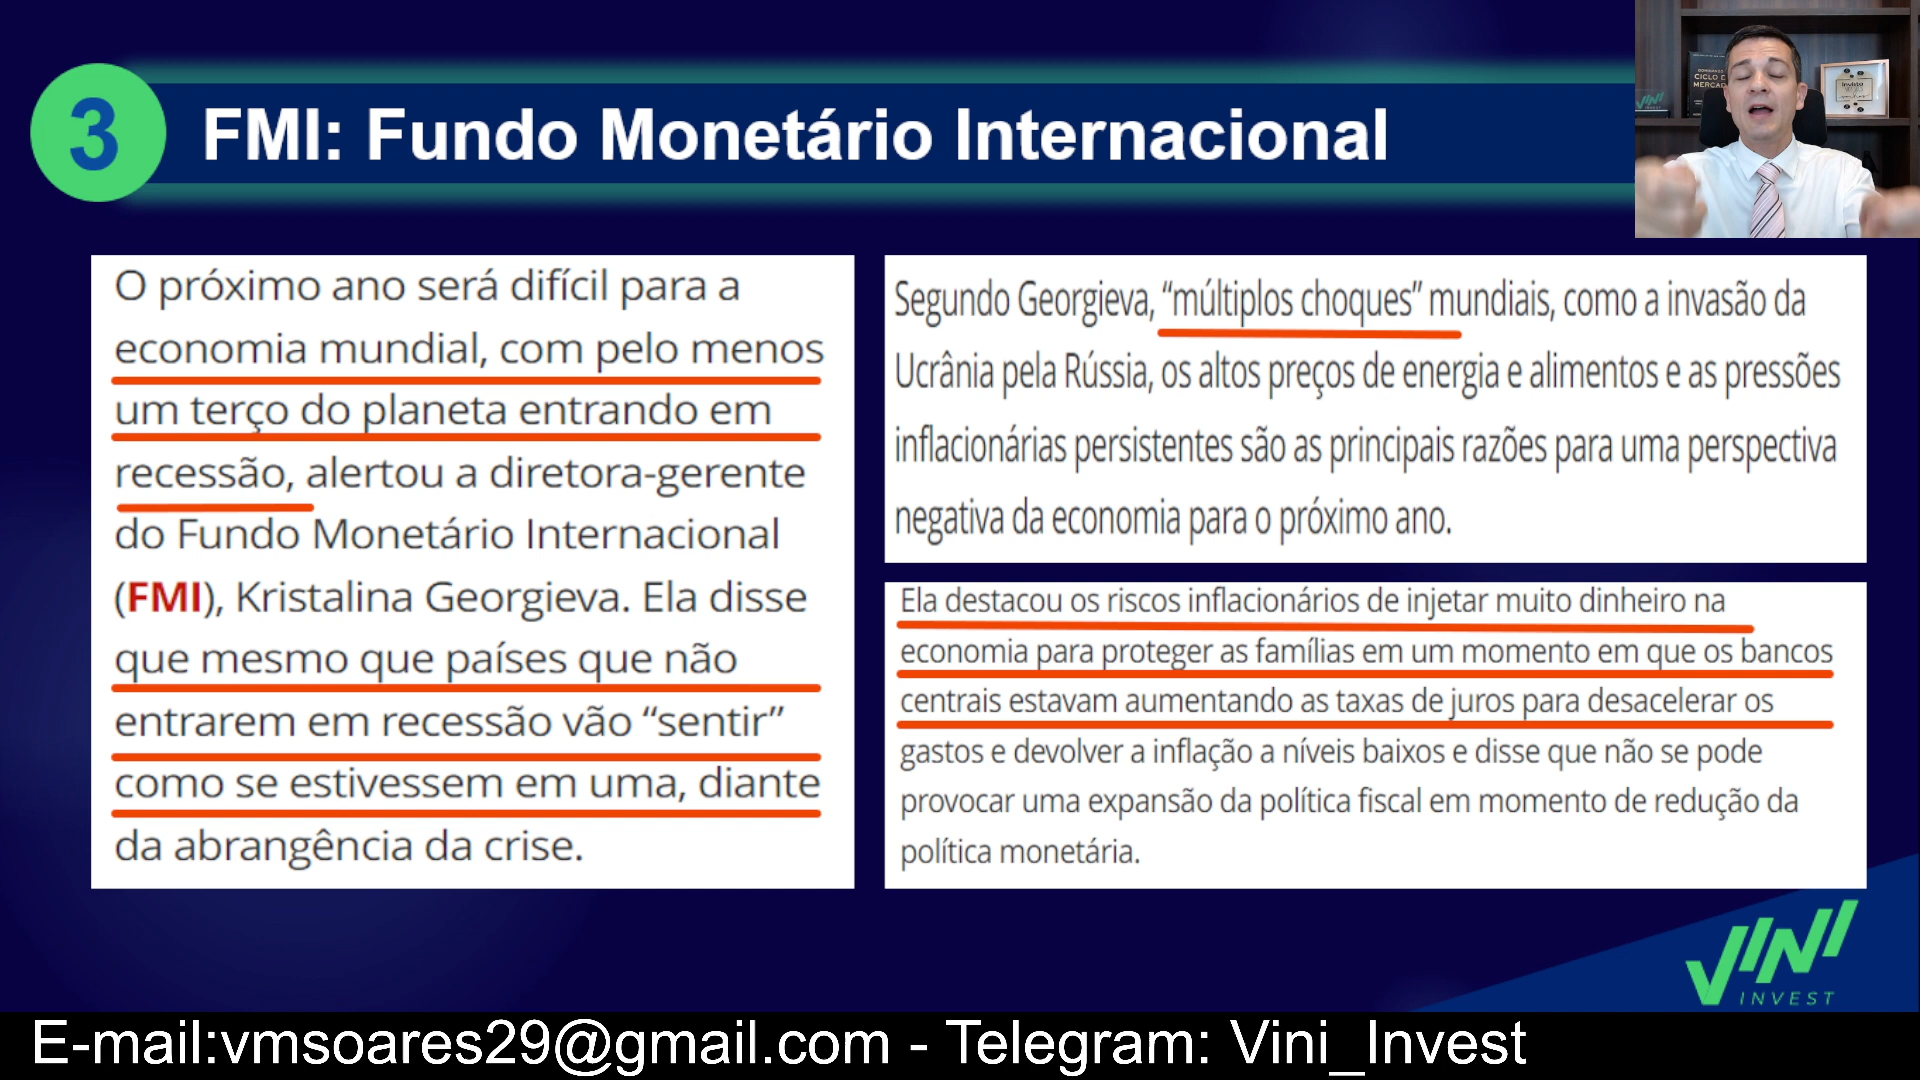 3
FMI: Fundo Monetário Internacional
CICLO
MERCAD
VINI
O próximo ano será difícil para a
economia mundial, com pelo menos
um terço do planeta entrando em
recessão, alertou a diretora-gerente
do Fundo Monetário Internacional
(FMI), Kristalina Georgieva. Ela disse
que mesmo que países que não
entrarem em recessão vão “sentir”
como se estivessem em uma, diante
da abrangência da crise.
Segundo Georgieva, “múltiplos choques” mundiais, como a invasão da
Ucrânia pela Rússia, os altos preços de energia e alimentos e as pressões
inflacionárias persistentes são as principais razões para uma perspectiva
negativa da economia para o próximo ano.
Ela destacou os riscos inflacionários de injetar muito dinheiro na
economia para proteger as famílias em um momento em que os bancos
centrais estavam aumentando as taxas de juros para desacelerar os
gastos e devolver a inflação a níveis baixos e disse que não se pode
provocar uma expansão da política fiscal em momento de redução da
política monetária.
VINI
INVEST
E-mail:vmsoares29@gmail.com - Telegram: Vini_Invest